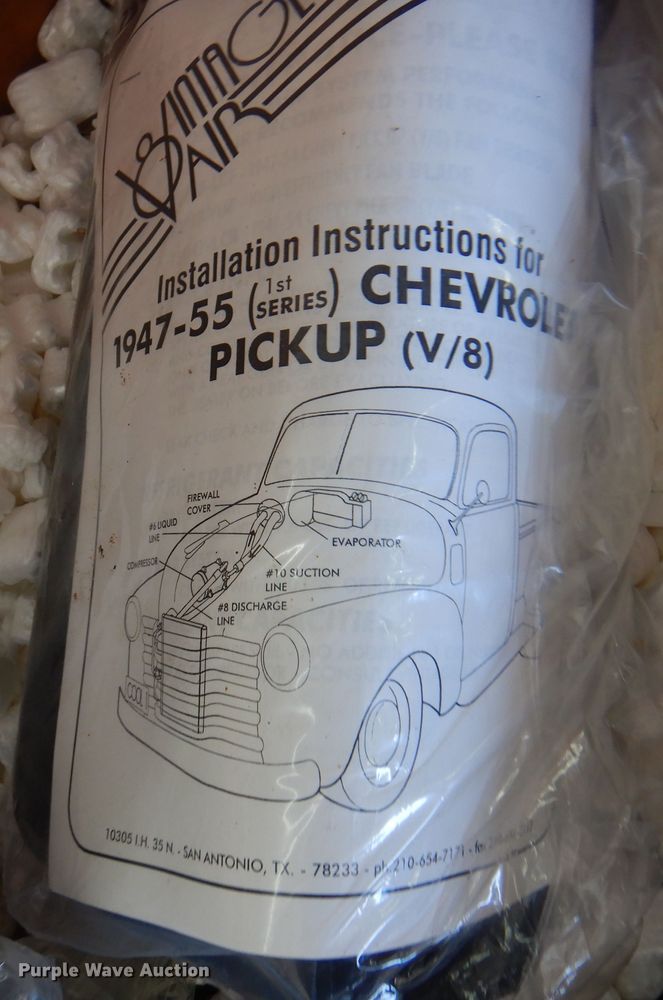 VINTAGE
AIR
Installation Instructions for
1947-55 (1st SERIES) CHEVROLE
PICKUP (V/8)
FIREWALL
COVER
#6 LIQUID
LINE
EVAPORATOR
COMPRESSOR
#10 SUCTION
LINE
#8 DISCHARGE
LINE
COOL
10305 I.H. 35 N. - SAN ANTONIO, TX. - 78233 - ph.210-654-7171 - fax
Purple Wave Auction